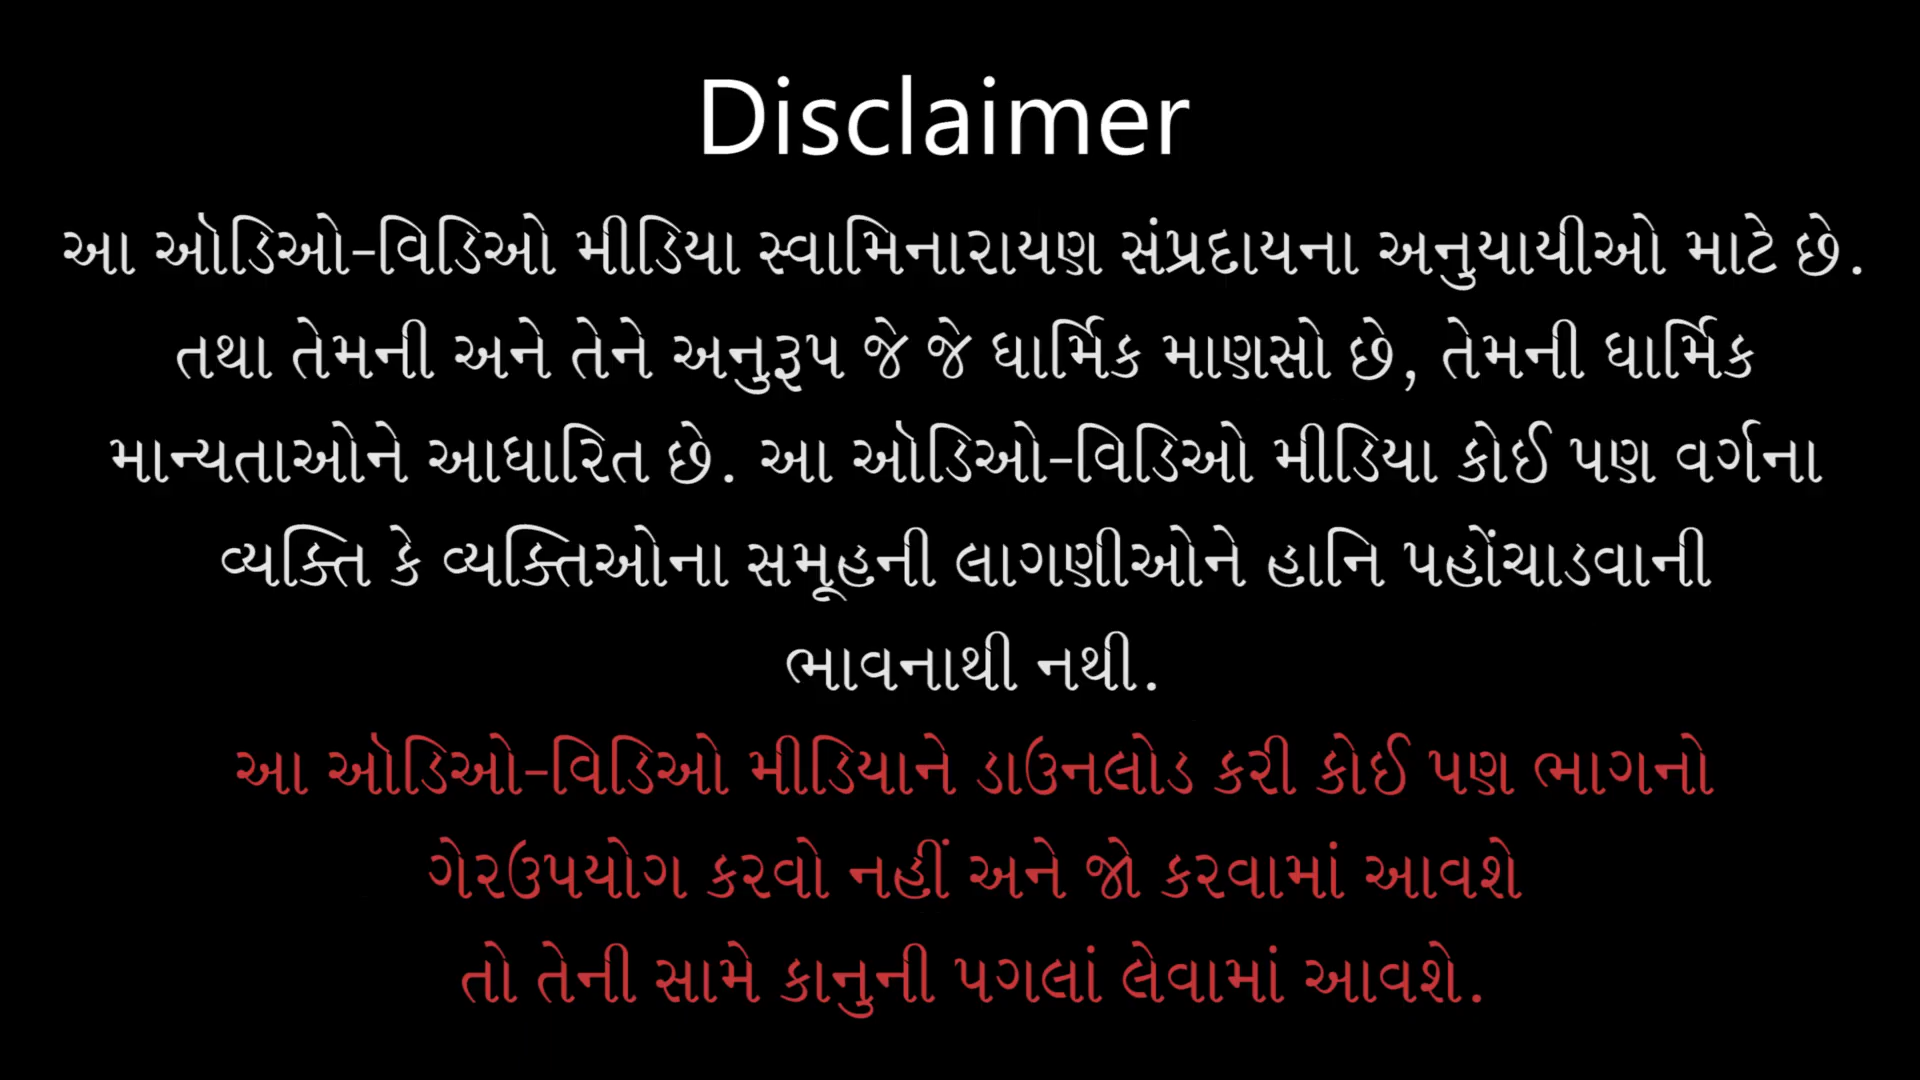 Disclaimer
આ ઑડિઓ-વિડિઓ મીડિયા સ્વામિનારાયણ સંપ્રદાયના અનુયાયીઓ માટે છે.
તથા તેમની અને તેને અનુરૂપ જે જે ધાર્મિક માણસો છે, તેમની ધાર્મિક
માન્યતાઓને આધારિત છે. આ ઑડિઓ-વિડિઓ મીડિયા કોઈ પણ વર્ગના
વ્યક્તિ કે વ્યક્તિઓના સમૂહની લાગણીઓને હાનિ પહોંચાડવાની
ભાવનાથી નથી.
આ ઑડિઓ-વિડિઓ મીડિયાને ડાઉનલોડ કરી કોઈ પણ ભાગનો
ગેરઉપયોગ કરવો નહીં અને જો કરવામાં આવશે
તો તેની સામે કાનુની પગલાં લેવામાં આવશે.